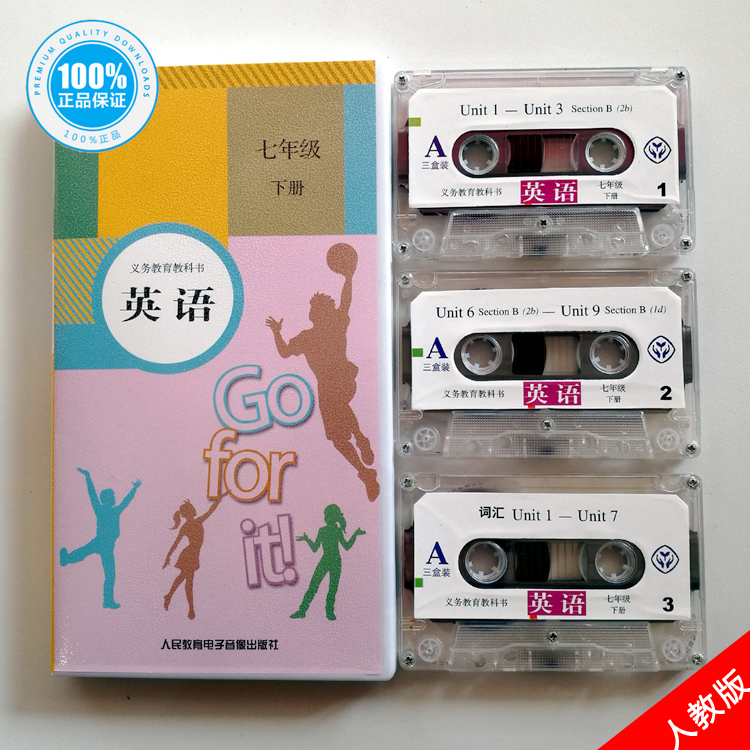 PREMIUM QUALITY DOWNLOADS
100%
正品保证
100%正品
七年级
下册
义务教育教科书
英语
Go
for
it!
人民教育电子音像出版社
Unit 1 — Unit 3 Section B (2b)
A
三盒装
义务教育教科书
英语
七年级
下册
1
Unit 6 Section B (2b) — Unit 9 Section B (1d)
A
三盒装
义务教育教科书
英语
七年级
下册
2
词汇 Unit 1 — Unit 7
A
三盒装
义务教育教科书
英语
七年级
下册
3
人教版